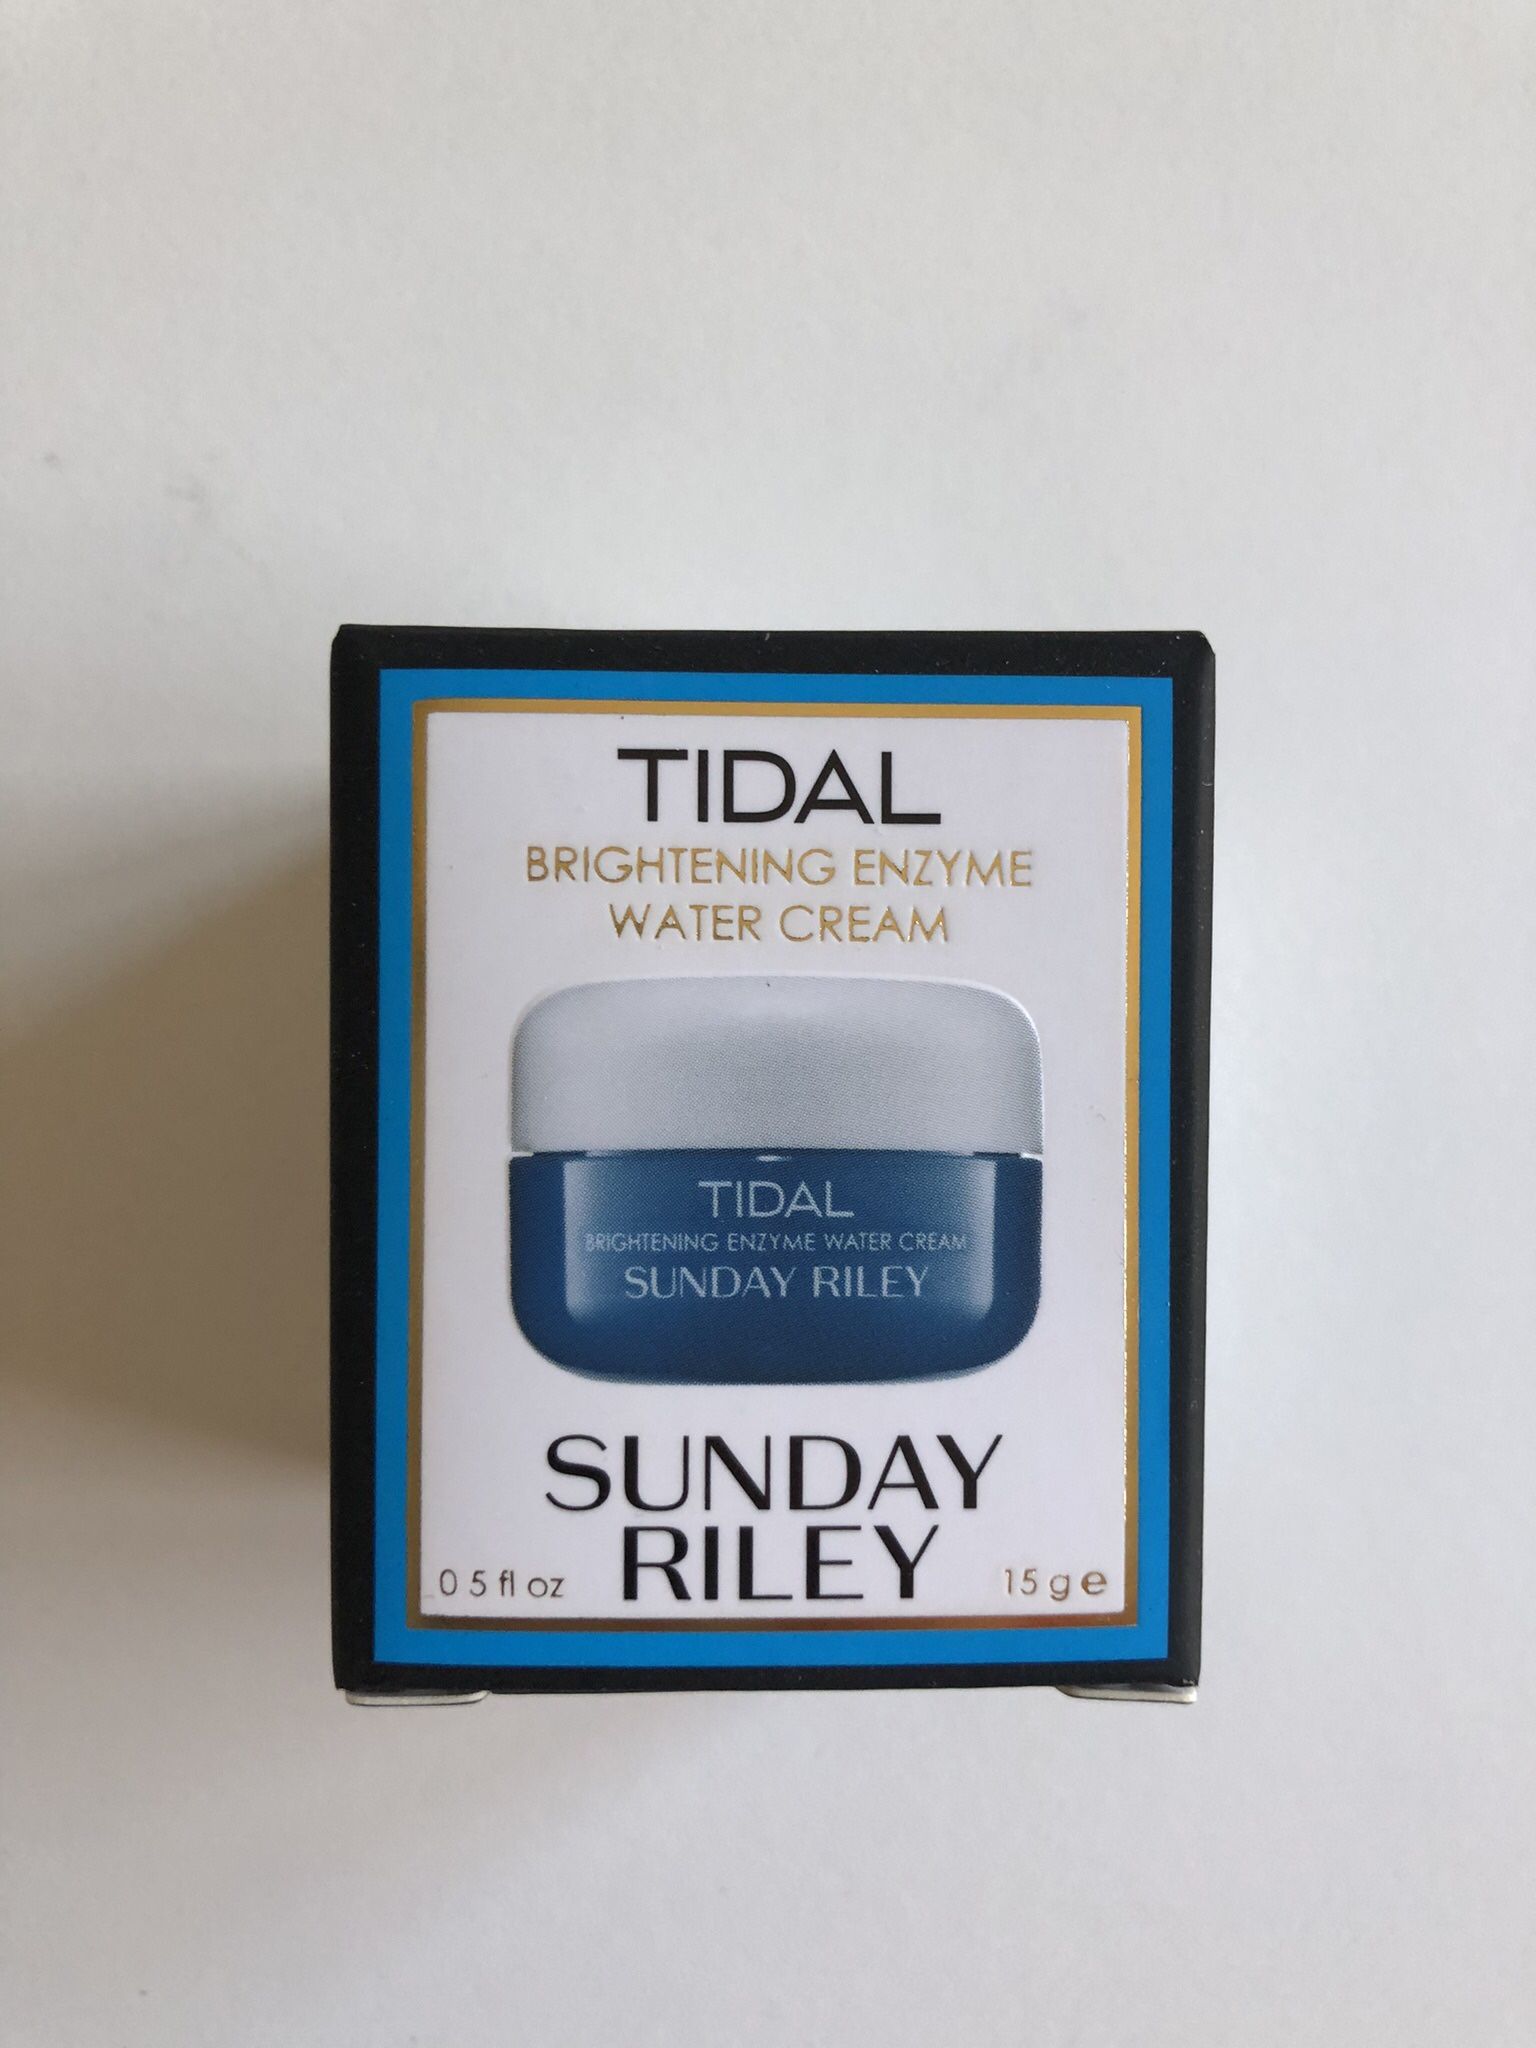 TIDAL
BRIGHTENING ENZYME
WATER CREAM
TIDAL
BRIGHTENING ENZYME WATER CREAM
SUNDAY RILEY
SUNDAY
RILEY
0 5 fl oz 15 g e